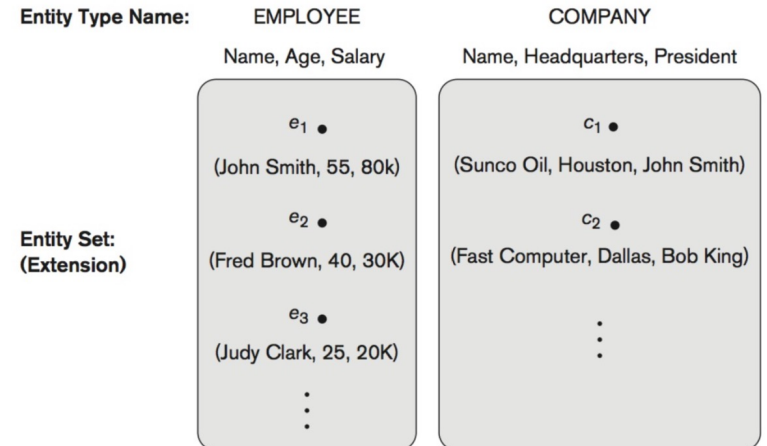 Entity Type Name: EMPLOYEE COMPANY
Name, Age, Salary Name, Headquarters, President
e1 • c1 •
(John Smith, 55, 80k) (Sunco Oil, Houston, John Smith)
e2 • c2 •
Entity Set:
(Extension) (Fred Brown, 40, 30K) (Fast Computer, Dallas, Bob King)
e3 •
(Judy Clark, 25, 20K)